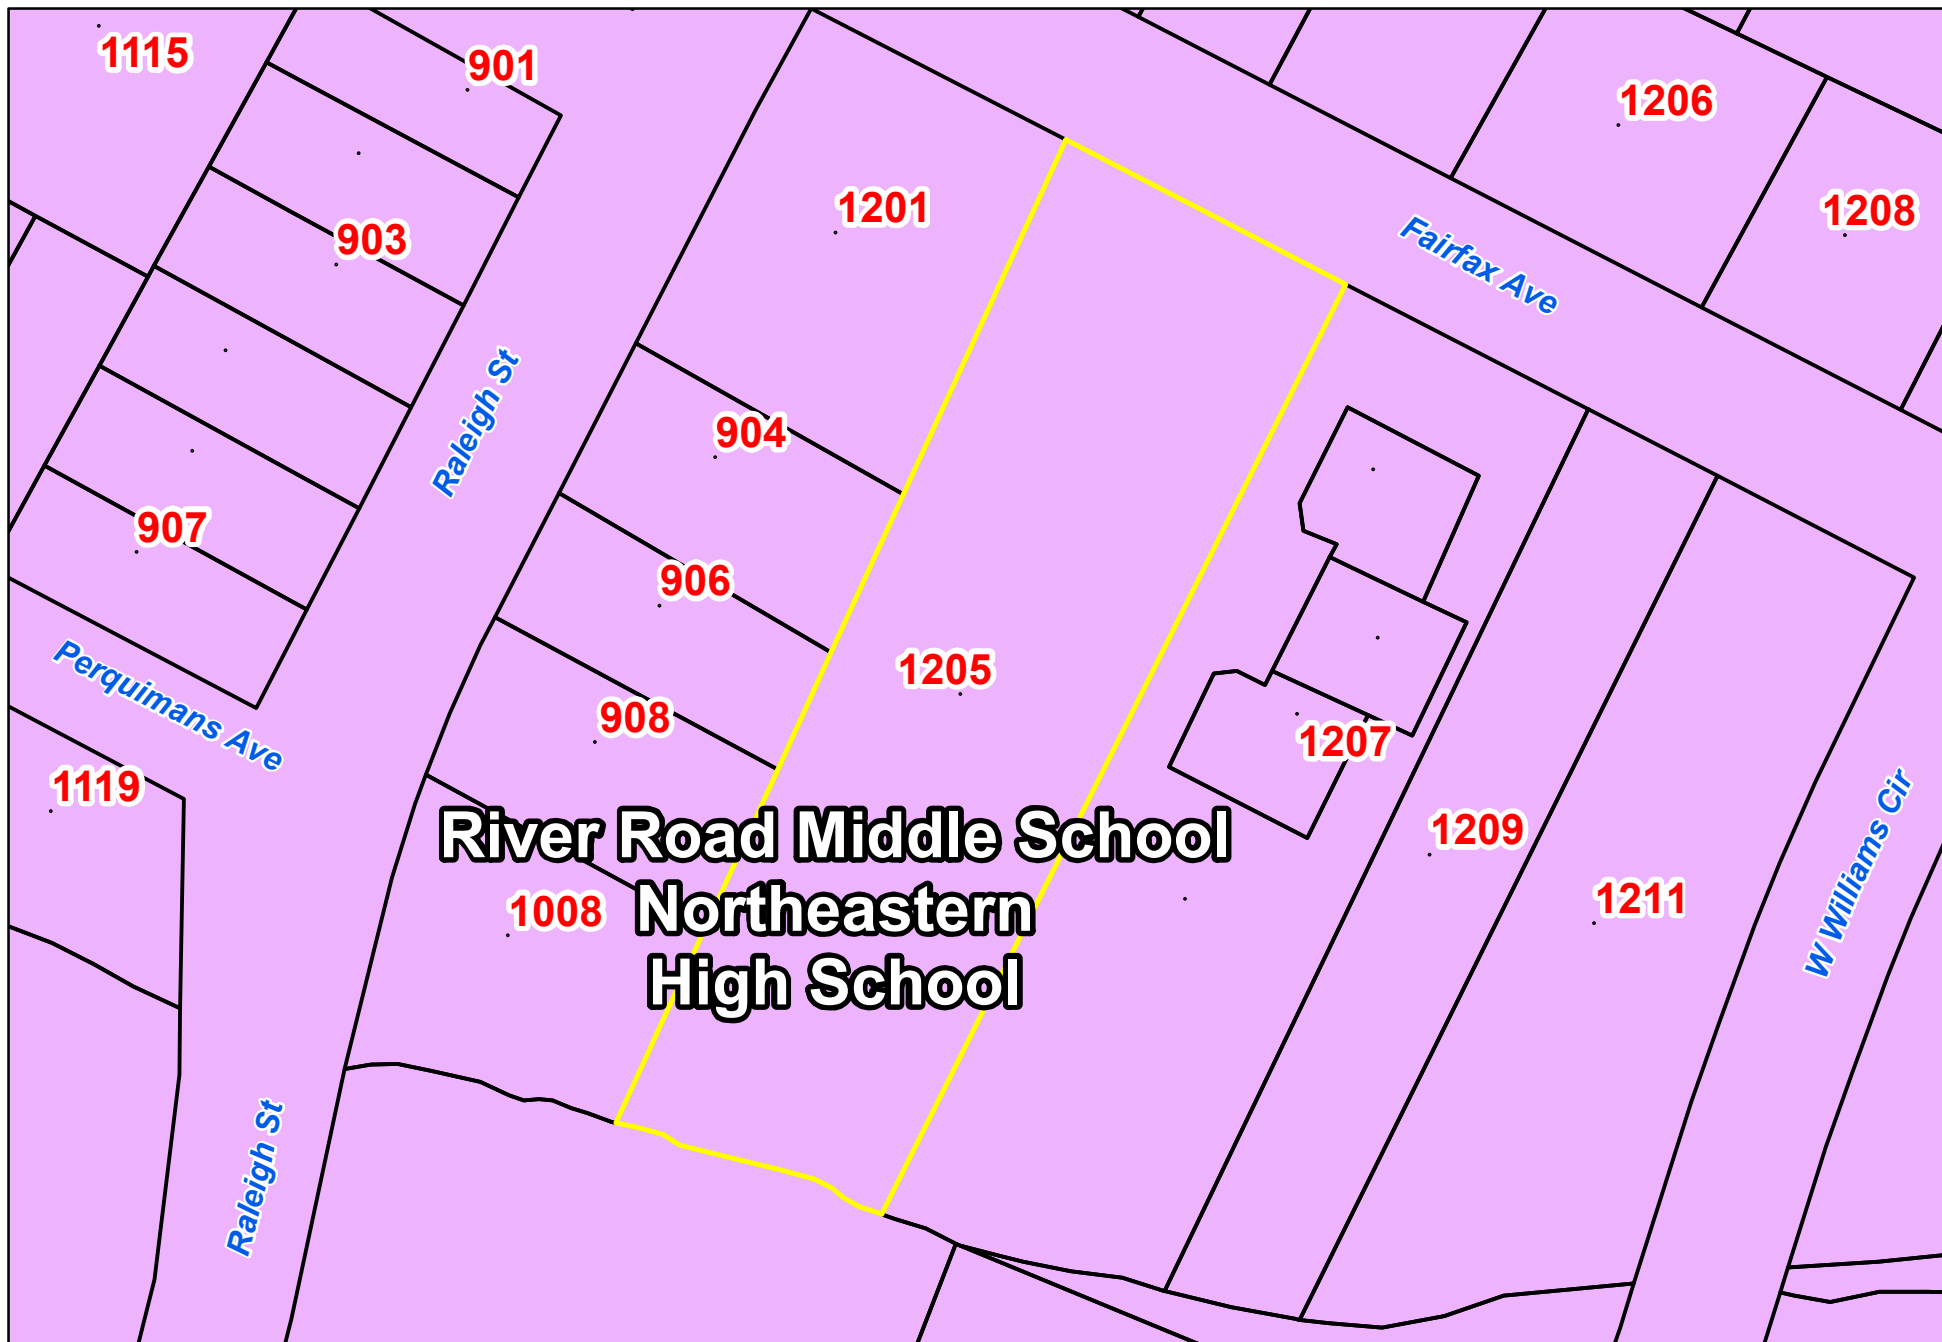 1115
901
1206
1201
1208
903
Fairfax Ave
Raleigh St
904
907
906
1205
Perquimans Ave
908
1207
1119
River Road Middle School
1209
W Williams Cir
1211
1008
Northeastern
High School
Raleigh St